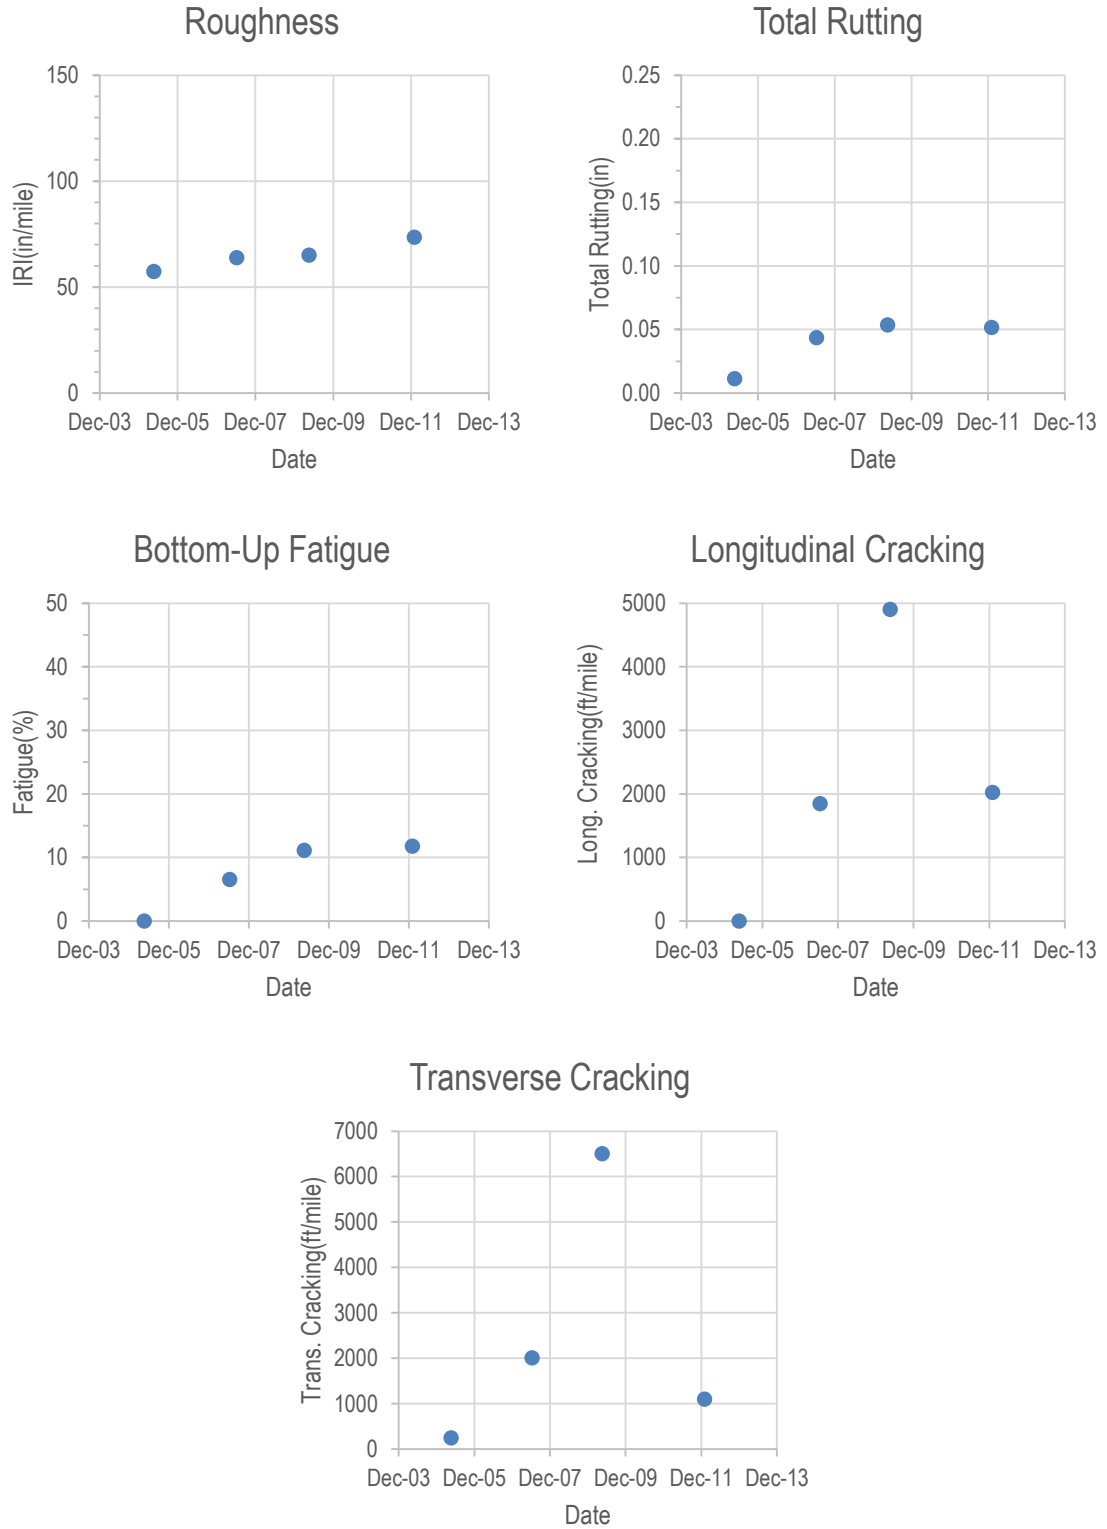 Roughness
150
100
50
0
IRI(in/mile)
Dec-03 Dec-05 Dec-07 Dec-09 Dec-11 Dec-13
Date
Total Rutting
0.25
0.20
0.15
0.10
0.05
0.00
Total Rutting(in)
Dec-03 Dec-05 Dec-07 Dec-09 Dec-11 Dec-13
Date
Bottom-Up Fatigue
50
40
30
20
10
0
Fatigue(%)
Dec-03 Dec-05 Dec-07 Dec-09 Dec-11 Dec-13
Date
Longitudinal Cracking
5000
4000
3000
2000
1000
0
Long. Cracking(ft/mile)
Dec-03 Dec-05 Dec-07 Dec-09 Dec-11 Dec-13
Date
Transverse Cracking
7000
6000
5000
4000
3000
2000
1000
0
Trans. Cracking(ft/mile)
Dec-03 Dec-05 Dec-07 Dec-09 Dec-11 Dec-13
Date